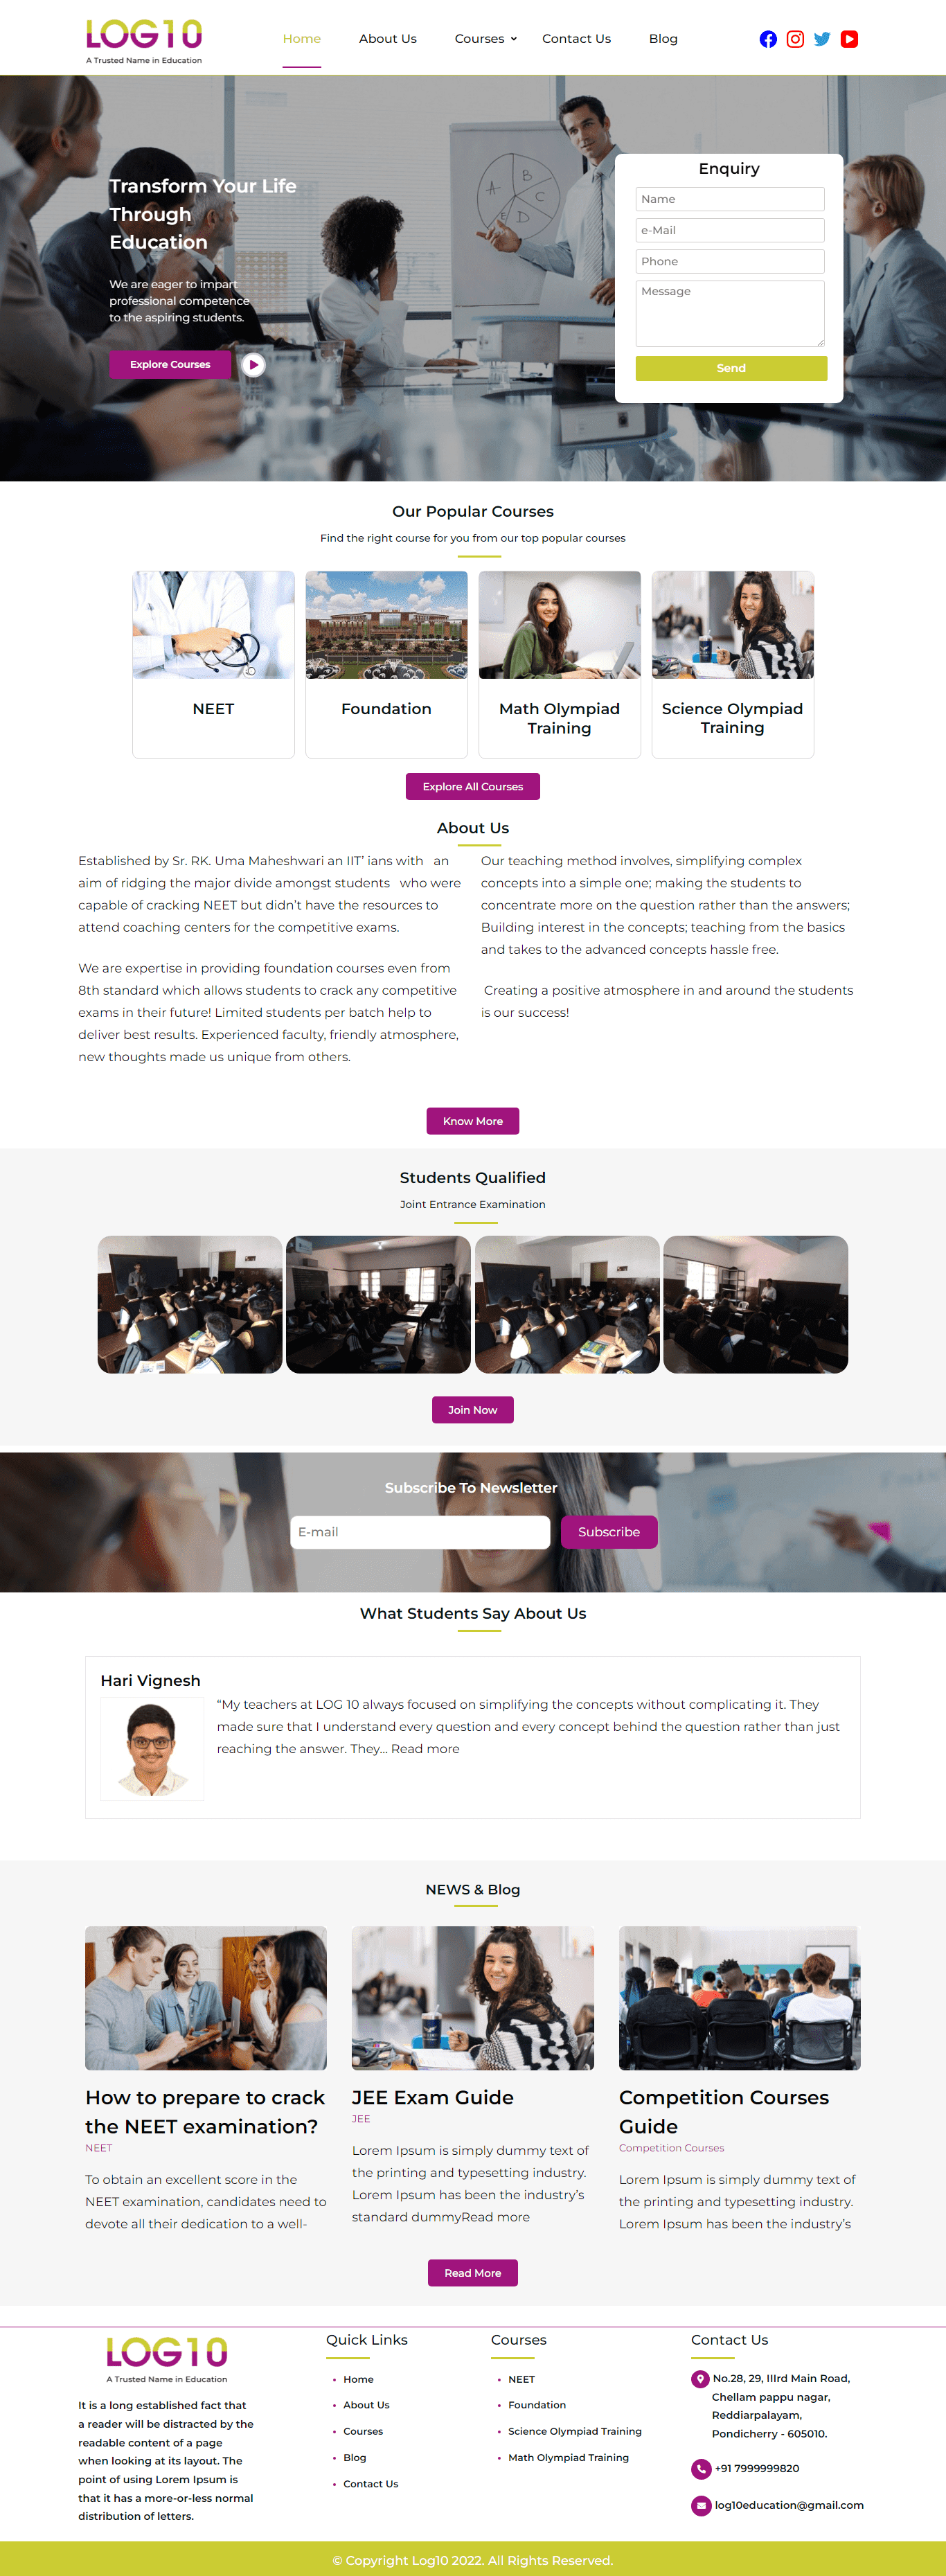 LOG10
A Trusted Name in Education
Home
About Us
Courses
Contact Us
Blog
Transform Your Life
Through
Education
We are eager to impart
professional competence
to the aspiring students.
Explore Courses
Enquiry
Name
e-Mail
Phone
Message
Send
A
B
C
D
E
Our Popular Courses
Find the right course for you from our top popular courses
NEET
Foundation
Math Olympiad
Training
Science Olympiad
Training
Explore All Courses
About Us
Established by Sr. RK. Uma Maheshwari an IIT’ ians with an
aim of ridging the major divide amongst students who were
capable of cracking NEET but didn’t have the resources to
attend coaching centers for the competitive exams.
We are expertise in providing foundation courses even from
8th standard which allows students to crack any competitive
exams in their future! Limited students per batch help to
deliver best results. Experienced faculty, friendly atmosphere,
new thoughts made us unique from others.
Our teaching method involves, simplifying complex
concepts into a simple one; making the students to
concentrate more on the question rather than the answers;
Building interest in the concepts; teaching from the basics
and takes to the advanced concepts hassle free.
Creating a positive atmosphere in and around the students
is our success!
Know More
Students Qualified
Joint Entrance Examination
Join Now
Subscribe To Newsletter
E-mail
Subscribe
What Students Say About Us
Hari Vignesh
“My teachers at LOG 10 always focused on simplifying the concepts without complicating it. They
made sure that I understand every question and every concept behind the question rather than just
reaching the answer. They... Read more
NEWS & Blog
How to prepare to crack
the NEET examination?
NEET
To obtain an excellent score in the
NEET examination, candidates need to
devote all their dedication to a well-
JEE Exam Guide
JEE
Lorem Ipsum is simply dummy text of
the printing and typesetting industry.
Lorem Ipsum has been the industry’s
standard dummyRead more
Competition Courses
Guide
Competition Courses
Lorem Ipsum is simply dummy text of
the printing and typesetting industry.
Lorem Ipsum has been the industry’s
Read More
LOG10
A Trusted Name in Education
It is a long established fact that
a reader will be distracted by the
readable content of a page
when looking at its layout. The
point of using Lorem Ipsum is
that it has a more-or-less normal
distribution of letters.
Quick Links
Home
About Us
Courses
Blog
Contact Us
Courses
NEET
Foundation
Science Olympiad Training
Math Olympiad Training
Contact Us
No.28, 29, IIIrd Main Road,
Chellam pappu nagar,
Reddiarpalayam,
Pondicherry - 605010.
+91 7999999820
log10education@gmail.com
© Copyright Log10 2022. All Rights Reserved.